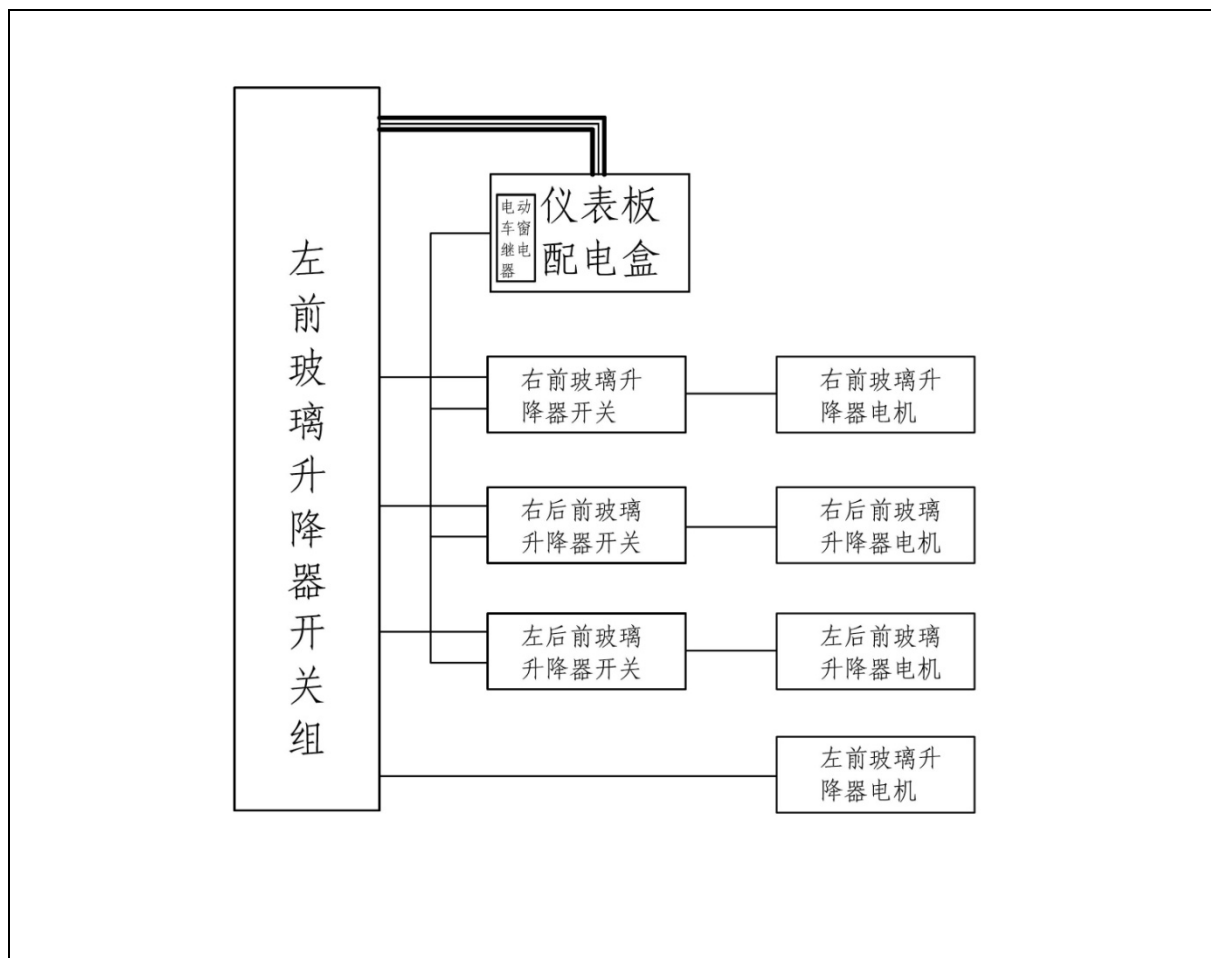 左前玻璃升降器开关组
电动
车窗
继电
器
仪表板
配电盒
右前玻璃升
降器开关
右前玻璃升
降器电机
右后前玻璃
升降器开关
右后前玻璃
升降器电机
左后前玻璃
升降器开关
左后前玻璃
升降器电机
左前玻璃升
降器电机